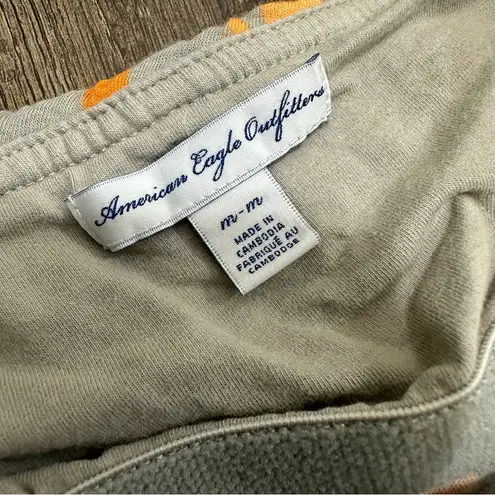 American Eagle Outfitters
m-m
MADE IN
CAMBODIA
FABRIQUÉ AU
CAMBODGE